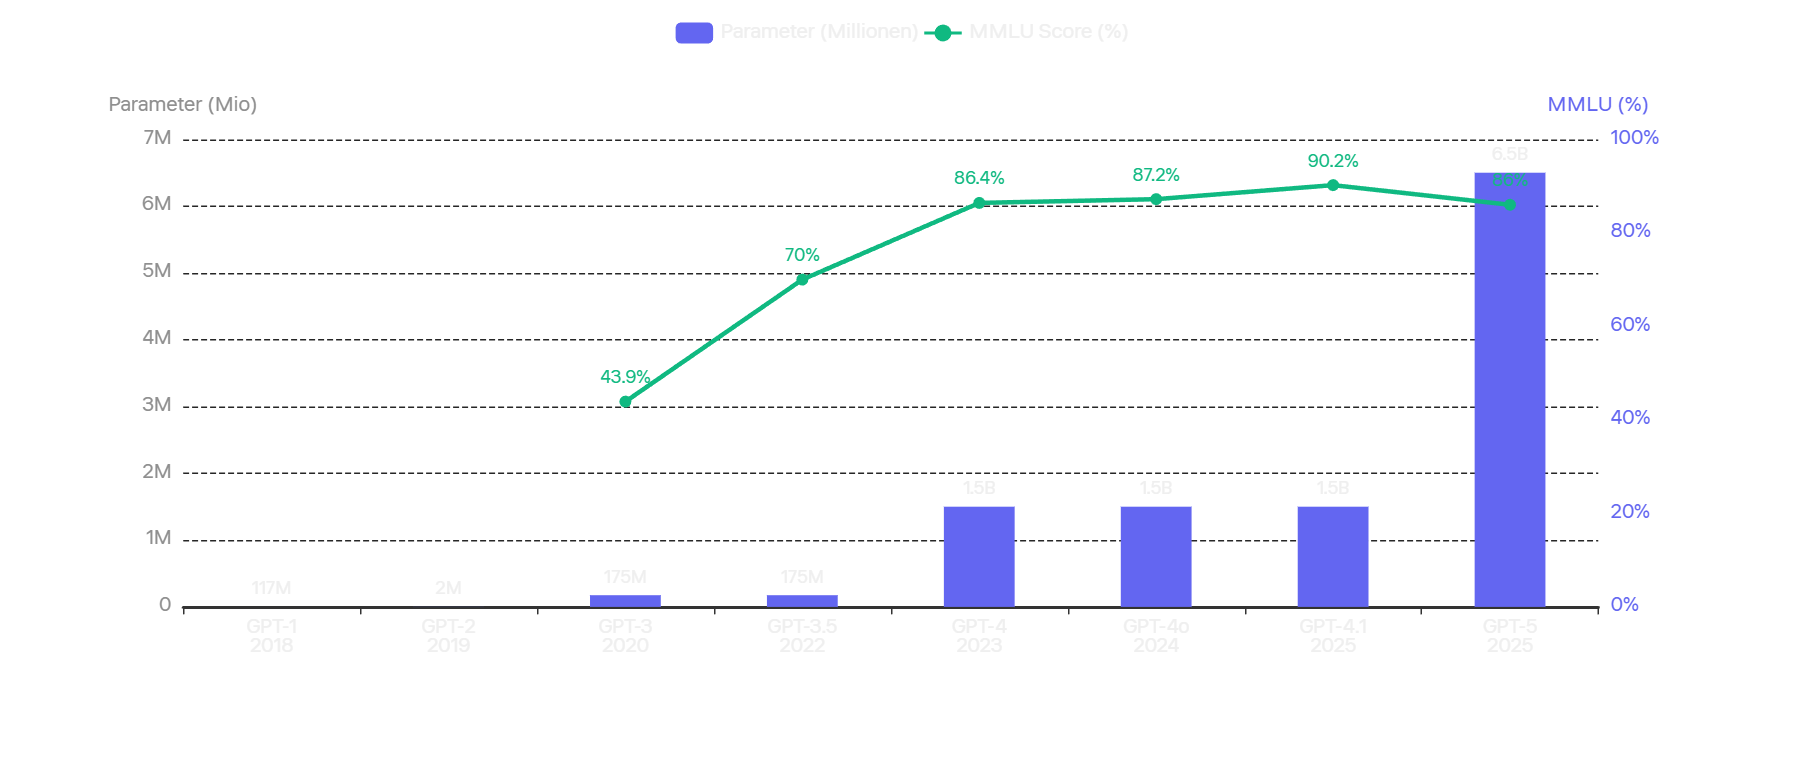 Parameter (Millionen) MMLU Score (%)
Parameter (Mio) MMLU (%)
7M 100%
6.5B
90.2%
86.4% 87.2% 86%
6M
80%
5M
70%
4M
60%
43.9%
3M
40%
2M
1.5B 1.5B 1.5B
20%
1M
117M 2M 175M 175M
0 0%
GPT-1 GPT-2 GPT-3 GPT-3.5 GPT-4 GPT-4o GPT-4.1 GPT-5
2018 2019 2020 2022 2023 2024 2025 2025